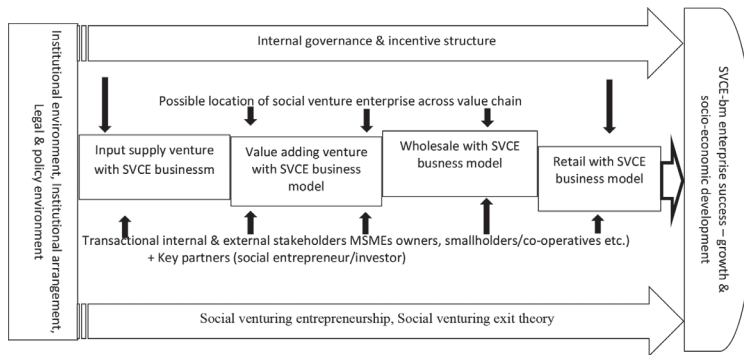 Institutional environment, Institutional arrangement,
Legal & policy environment
Internal governance & incentive structure
Possible location of social venture enterprise across value chain
Input supply venture
with SVCE businessm
Value adding venture
with SVCE business
model
Wholesale with SVCE
busness model
Retail with SVCE
business model
Transactional internal & external stakeholders MSMEs owners, smallholders/co-operatives etc.)
+ Key partners (social entrepreneur/investor)
Social venturing entrepreneurship, Social venturing exit theory
SVCE-bm enterprise success – growth &
socio-economic development